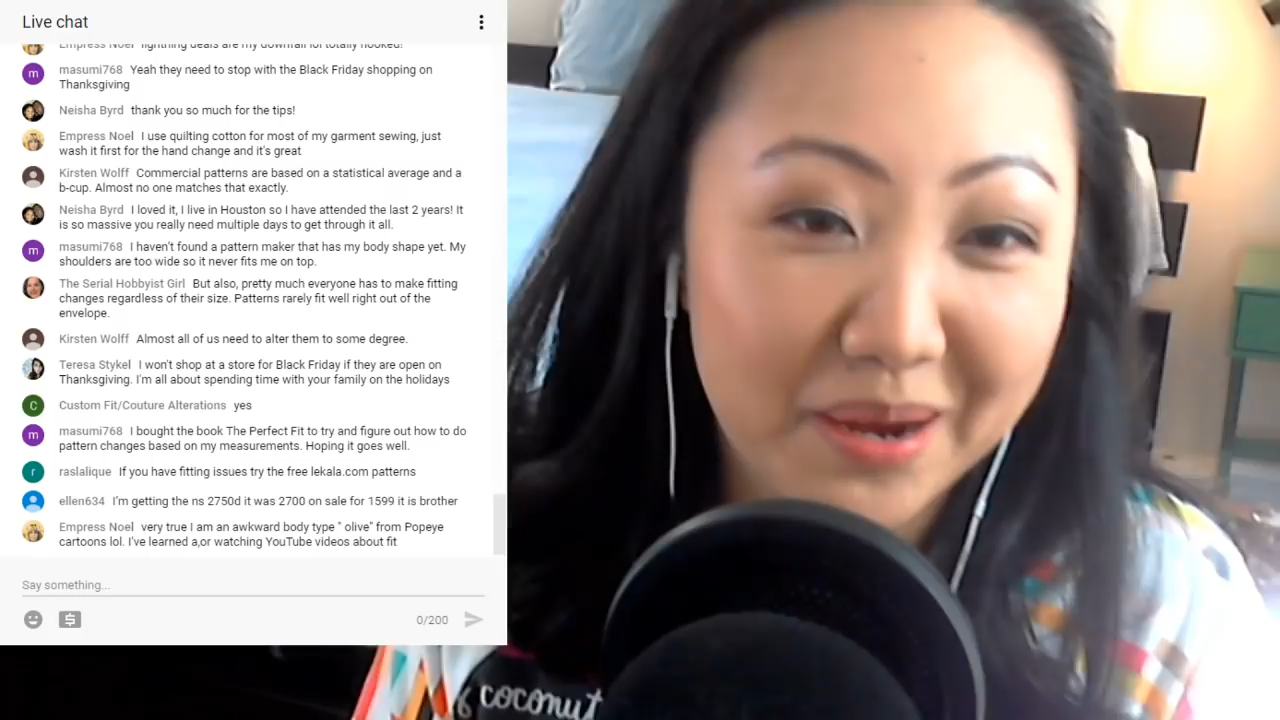 Live chat
Empress Noel lightning deals are my downfall lol totally hooked!
m masumi768 Yeah they need to stop with the Black Friday shopping on
Thanksgiving
Neisha Byrd thank you so much for the tips!
Empress Noel I use quilting cotton for most of my garment sewing, just
wash it first for the hand change and it's great
Kirsten Wolff Commercial patterns are based on a statistical average and a
b-cup. Almost no one matches that exactly.
Neisha Byrd I loved it, I live in Houston so I have attended the last 2 years! It
is so massive you really need multiple days to get through it all.
m masumi768 I haven't found a pattern maker that has my body shape yet. My
shoulders are too wide so it never fits me on top.
The Serial Hobbyist Girl But also, pretty much everyone has to make fitting
changes regardless of their size. Patterns rarely fit well right out of the
envelope.
Kirsten Wolff Almost all of us need to alter them to some degree.
Teresa Stykel I won't shop at a store for Black Friday if they are open on
Thanksgiving. I'm all about spending time with your family on the holidays
C Custom Fit/Couture Alterations yes
m masumi768 I bought the book The Perfect Fit to try and figure out how to do
pattern changes based on my measurements. Hoping it goes well.
r raslalique If you have fitting issues try the free lekala.com patterns
ellen634 I'm getting the ns 2750d it was 2700 on sale for 1599 it is brother
Empress Noel very true I am an awkward body type " olive" from Popeye
cartoons lol. I've learned a,or watching YouTube videos about fit
Say something...
$ 0/200
coconut